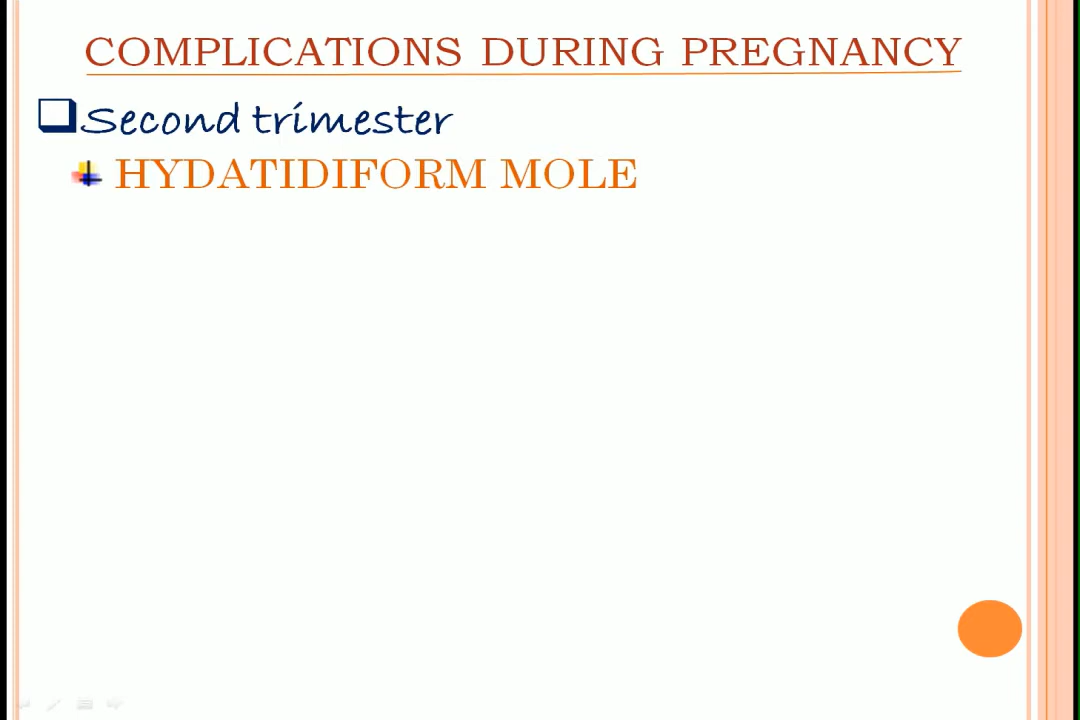 COMPLICATIONS DURING PREGNANCY
Second trimester
HYDATIDIFORM MOLE